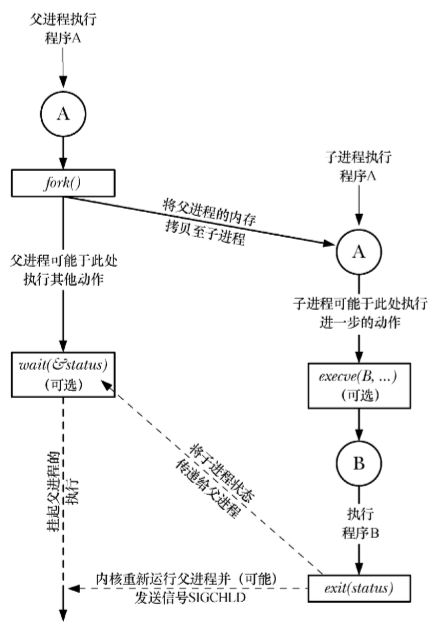 父进程执行
程序A
A
fork()
将父进程的内存
拷贝至子进程
子进程执行
程序A
A
父进程可能于此处
执行其他动作
子进程可能于此处执行
进一步的动作
wait(&status)
(可选)
execve(B, ...)
(可选)
B
将子进程状态
传递给父进程
挂起父进程的
执行
执行
程序B
内核重新运行父进程并（可能）
发送信号SIGCHLD
exit(status)